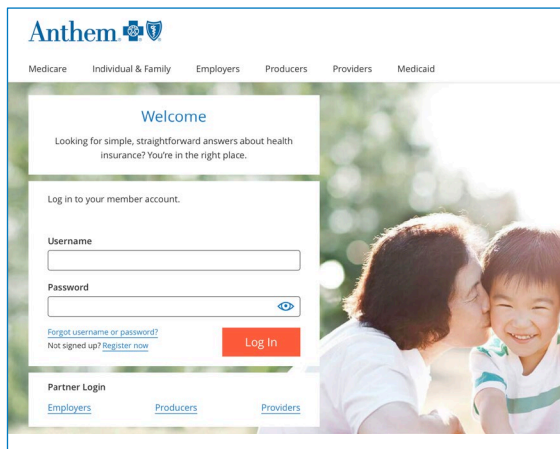 Anthem
Medicare Individual & Family Employers Producers Providers Medicaid
Welcome
Looking for simple, straightforward answers about health
insurance? You're in the right place.
Log in to your member account.
Username
Password
Forgot username or password?
Not signed up? Register now
Log In
Partner Login
Employers Producers Providers